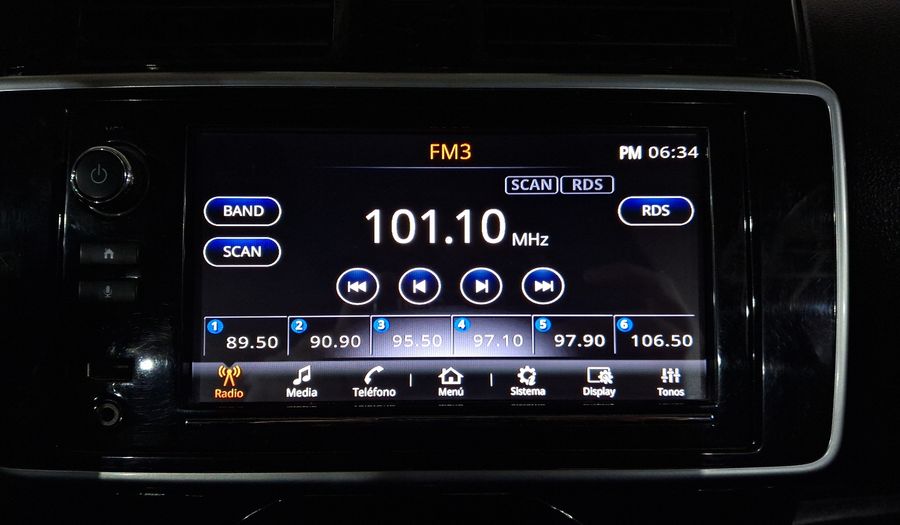 FM3
PM 06:34
SCAN RDS
BAND
101.10 MHz
RDS
SCAN
1 89.50
2 90.90
3 95.50
4 97.10
5 97.90
6 106.50
Radio
Media
Teléfono
Menú
Sistema
Display
Tonos